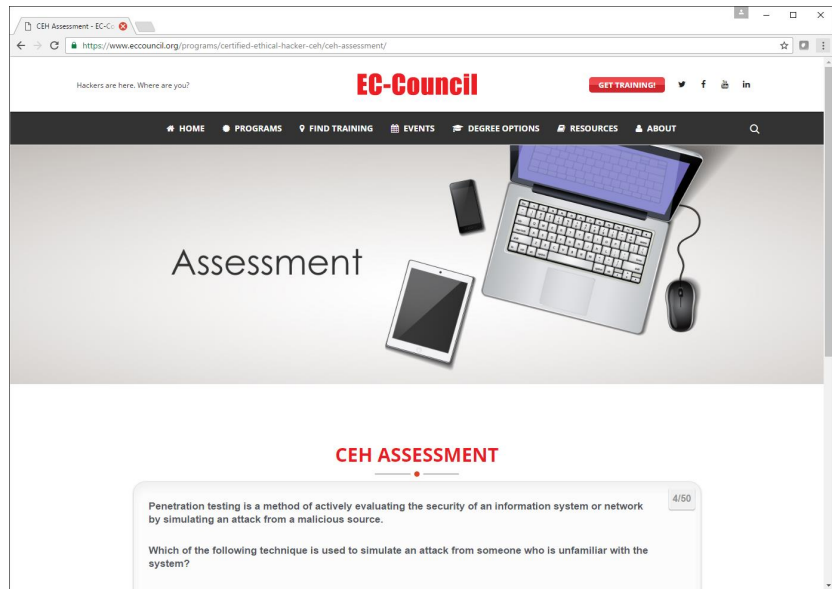 CEH Assessment - EC-Co
https://www.eccouncil.org/programs/certified-ethical-hacker-ceh/ceh-assessment/
Hackers are here. Where are you?
EC-Council
GET TRAINING!
HOME PROGRAMS FIND TRAINING EVENTS DEGREE OPTIONS RESOURCES ABOUT
Assessment
CEH ASSESSMENT
4/50
Penetration testing is a method of actively evaluating the security of an information system or network
by simulating an attack from a malicious source.
Which of the following technique is used to simulate an attack from someone who is unfamiliar with the
system?